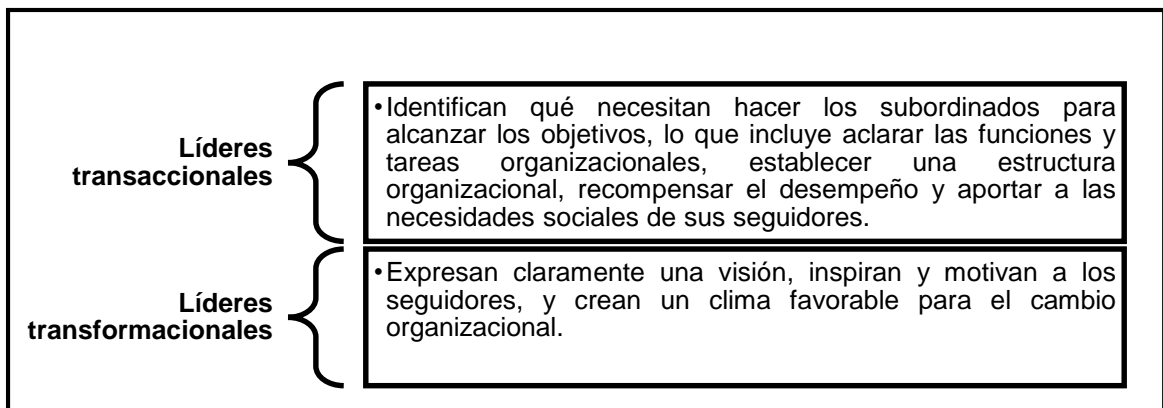 Líderes
transaccionales
•Identifican qué necesitan hacer los subordinados para
alcanzar los objetivos, lo que incluye aclarar las funciones y
tareas organizacionales, establecer una estructura
organizacional, recompensar el desempeño y aportar a las
necesidades sociales de sus seguidores.
Líderes
transformacionales
•Expresan claramente una visión, inspiran y motivan a los
seguidores, y crean un clima favorable para el cambio
organizacional.